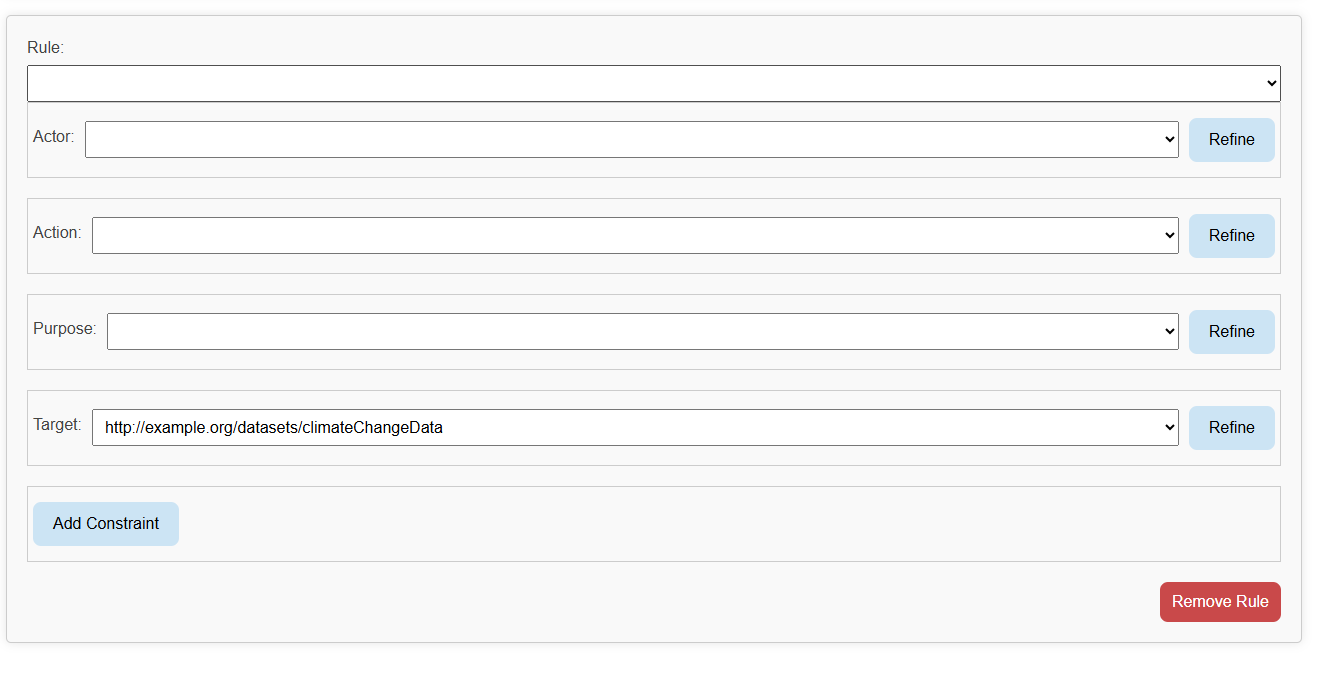 Rule:
Actor:
Refine
Action:
Refine
Purpose:
Refine
Target:
http://example.org/datasets/climateChangeData
Refine
Add Constraint
Remove Rule